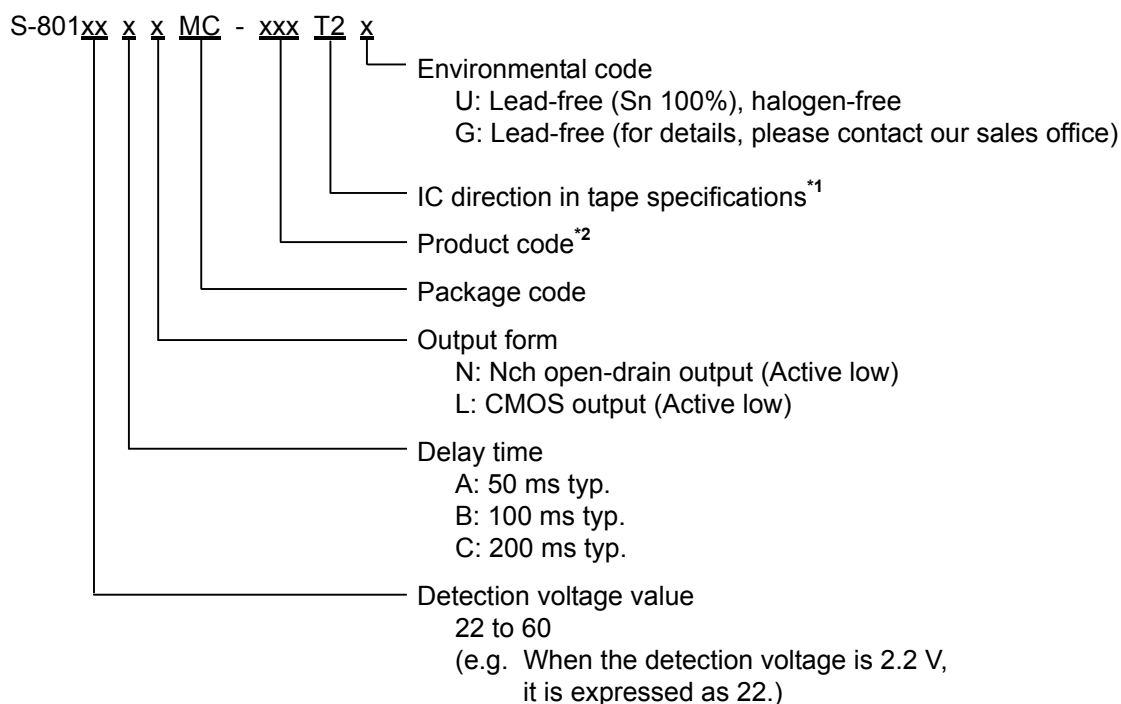 S-801xx x x MC - xxx T2 x
Environmental code
U: Lead-free (Sn 100%), halogen-free
G: Lead-free (for details, please contact our sales office)
IC direction in tape specifications*1
Product code*2
Package code
Output form
N: Nch open-drain output (Active low)
L: CMOS output (Active low)
Delay time
A: 50 ms typ.
B: 100 ms typ.
C: 200 ms typ.
Detection voltage value
22 to 60
(e.g. When the detection voltage is 2.2 V,
it is expressed as 22.)